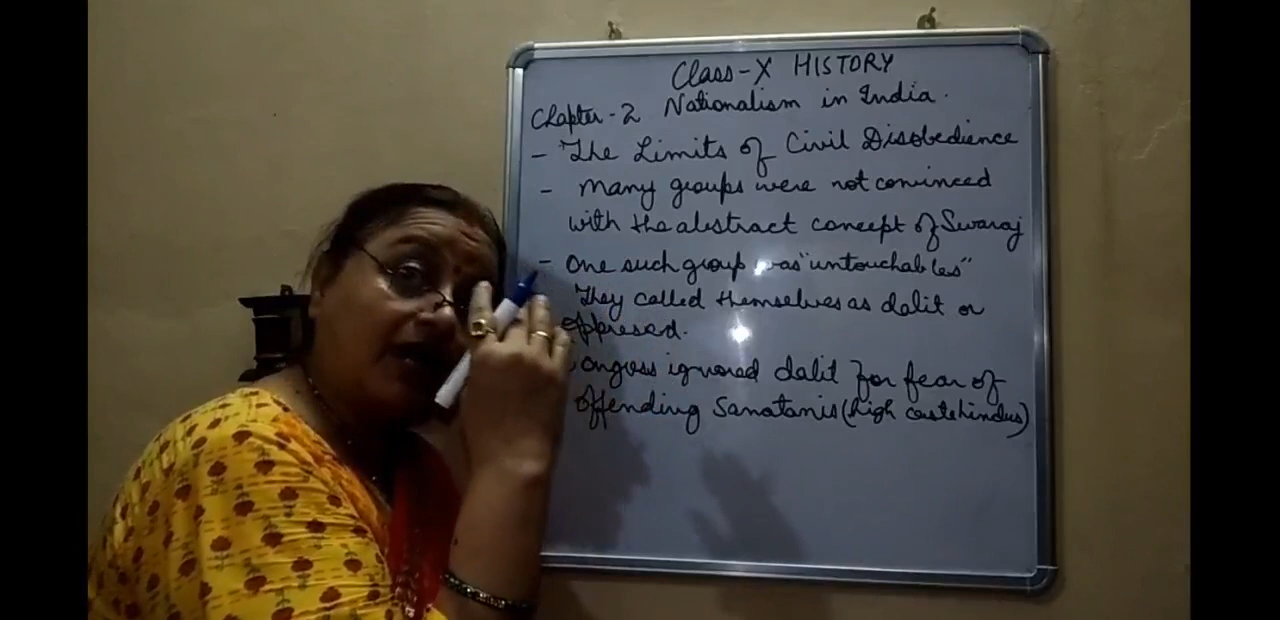 Class-X HISTORY
Chapter-2 Nationalism in India.
- The Limits of Civil Disobedience
- Many groups were not convinced
with the abstract concept of Swaraj
- One such group was "untouchables"
They called themselves as dalit or
oppresed.
ongress ignored dalit for fear of
offending Sanatanis (high caste hindus)